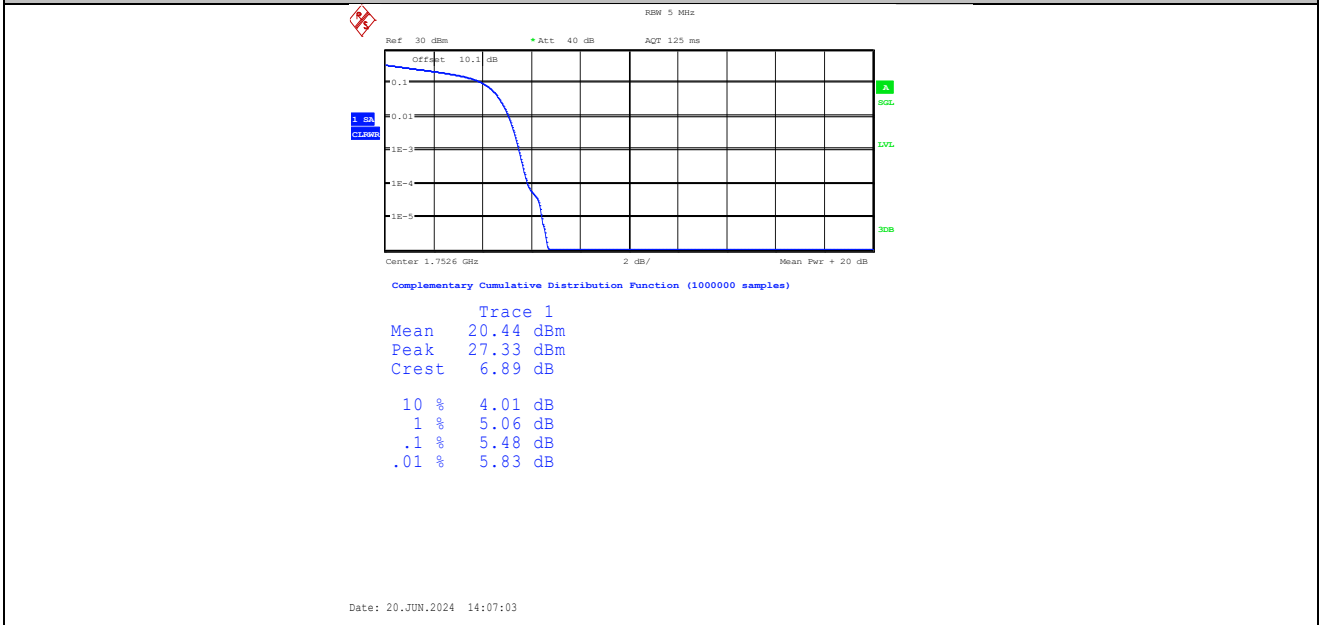 R S
RBW 5 MHz
Ref 30 dBm * Att 40 dB AQT 125 ms
Offset 10.1 dB
0.1
A
SGL
0.01
1 SA
CLRWR
1E-3
LVL
1E-4
1E-5
3DB
Center 1.7526 GHz 2 dB/ Mean Pwr + 20 dB
Complementary Cumulative Distribution Function (1000000 samples)
Trace 1
Mean 20.44 dBm
Peak 27.33 dBm
Crest 6.89 dB
10 % 4.01 dB
1 % 5.06 dB
.1 % 5.48 dB
.01 % 5.83 dB
Date: 20.JUN.2024 14:07:03